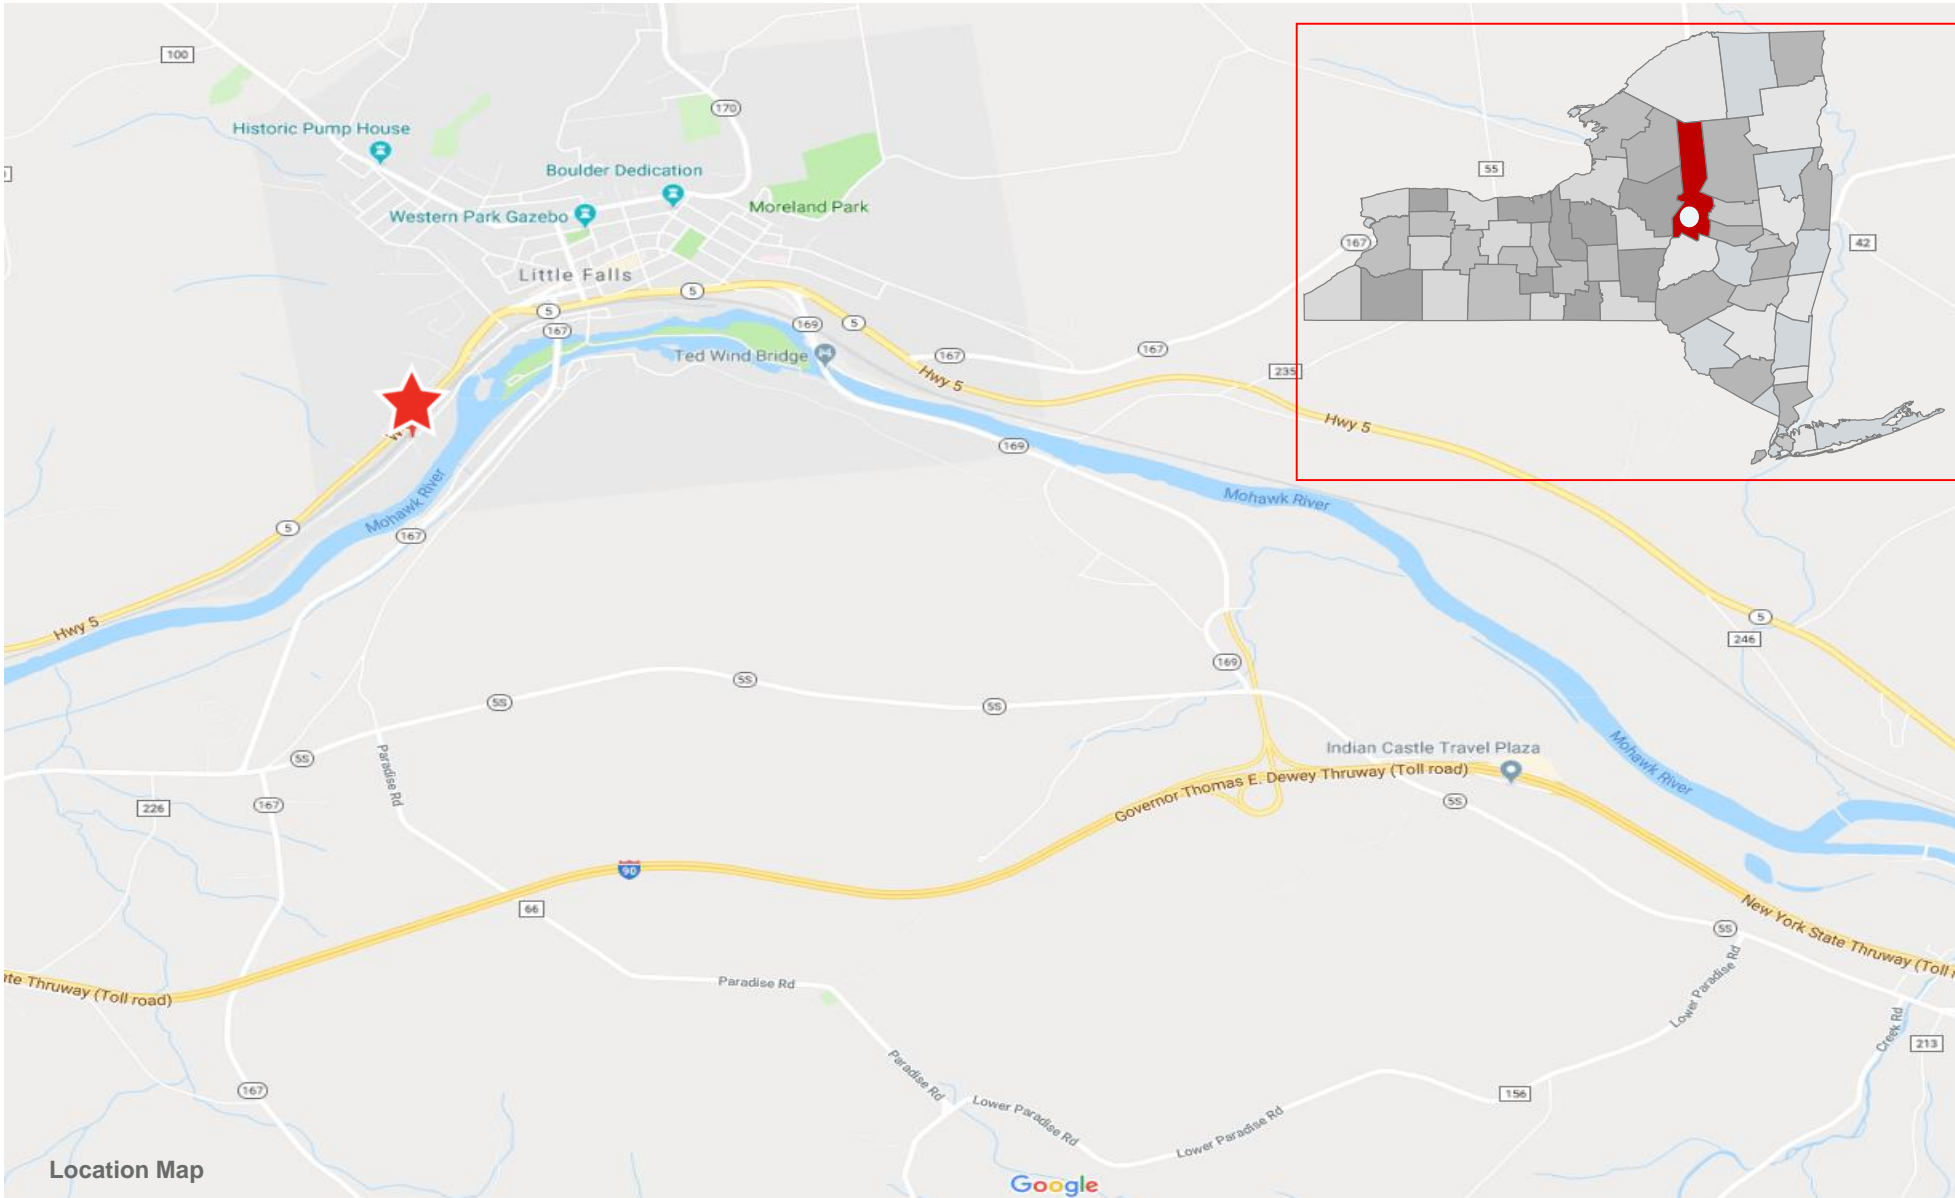 100
170
Historic Pump House
Boulder Dedication
55
Western Park Gazebo
Moreland Park
167
42
Little Falls
5
5
167
169
5
Ted Wind Bridge
167
167
235
Hwy 5
Hwy 5
169
Mohawk River
Mohawk River
5
167
Hwy 5
5
246
169
5S
5S
5S
Mohawk River
5S
Paradise Rd
Indian Castle Travel Plaza
Governor Thomas E. Dewey Thruway (Toll road)
226
167
5S
90
66
New York State Thruway (Toll
5S
te Thruway (Toll road)
Paradise Rd
Lower Paradise Rd
Creek Rd
213
Paradise Rd
167
156
Lower Paradise Rd
Lower Paradise Rd
Location Map
Google